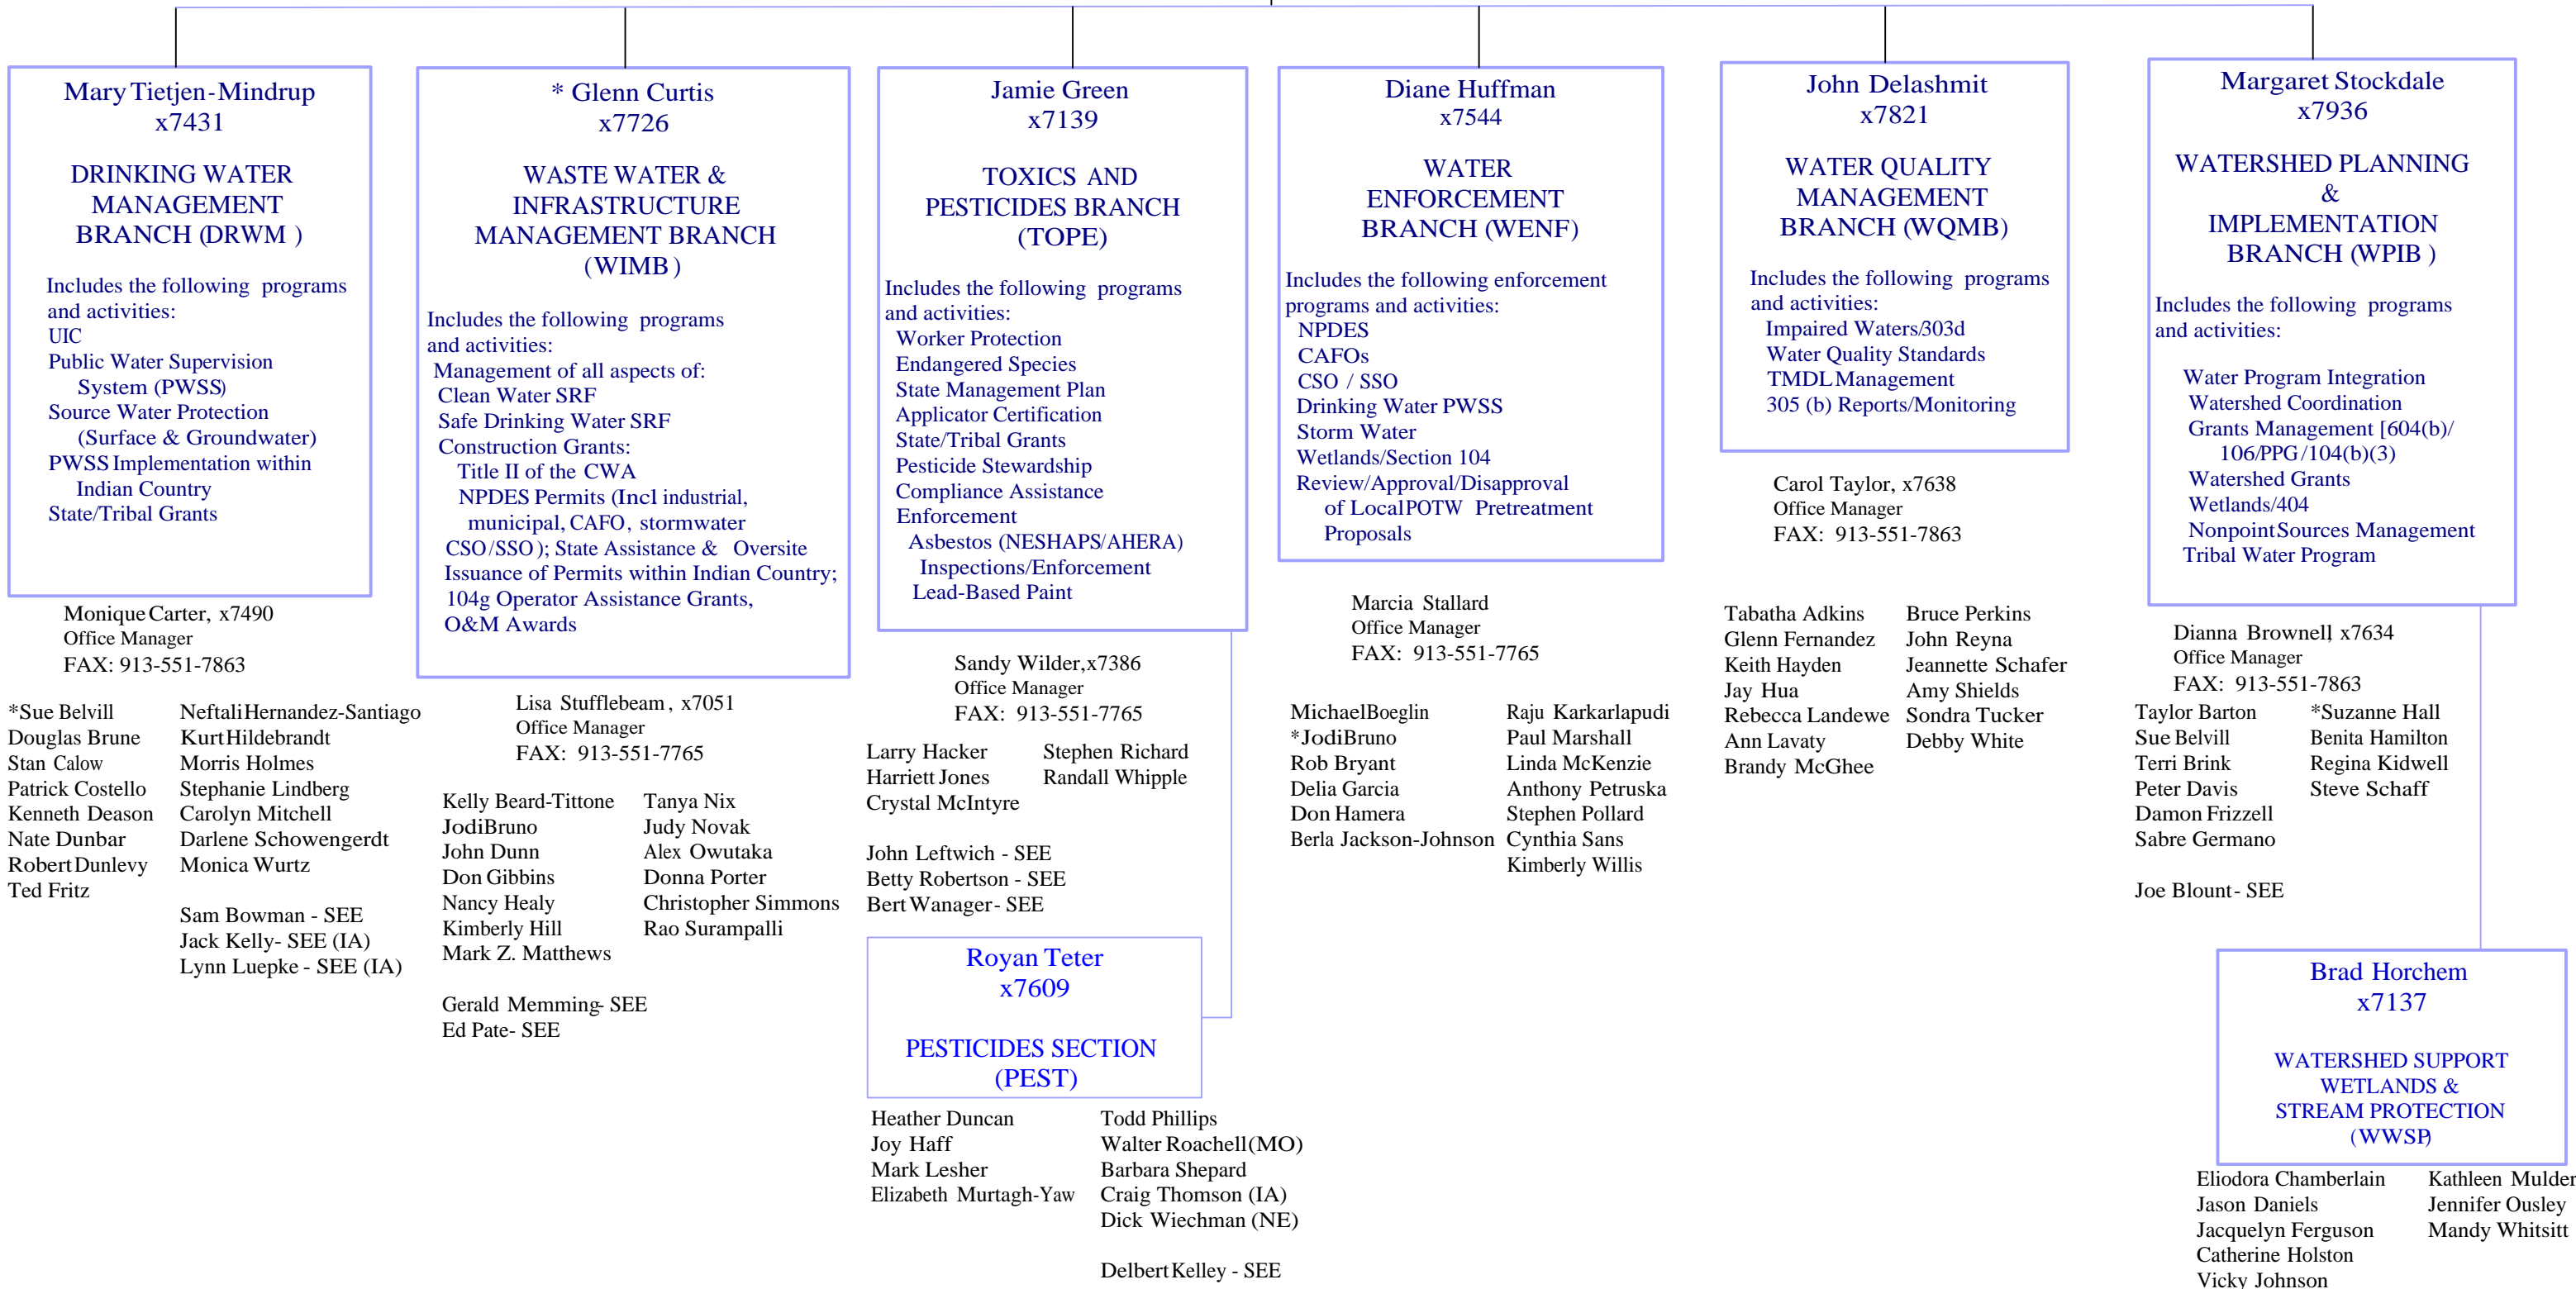 Mary Tietjen-Mindrup
x7431
DRINKING WATER
MANAGEMENT
BRANCH (DRWM )
Includes the following programs
and activities:
UIC
Public Water Supervision
System (PWSS)
Source Water Protection
(Surface & Groundwater)
PWSS Implementation within
Indian Country
State/Tribal Grants
Monique Carter, x7490
Office Manager
FAX: 913-551-7863
*Sue Belvill
Douglas Brune
Stan Calow
Patrick Costello
Kenneth Deason
Nate Dunbar
Robert Dunlevy
Ted Fritz
Neftali Hernandez-Santiago
Kurt Hildebrandt
Morris Holmes
Stephanie Lindberg
Carolyn Mitchell
Darlene Schowengerdt
Monica Wurtz
Sam Bowman - SEE
Jack Kelly- SEE (IA)
Lynn Luepke - SEE (IA)
* Glenn Curtis
x7726
WASTE WATER &
INFRASTRUCTURE
MANAGEMENT BRANCH
(WIMB )
Includes the following programs
and activities:
Management of all aspects of:
Clean Water SRF
Safe Drinking Water SRF
Construction Grants:
Title II of the CWA
NPDES Permits (Incl industrial,
municipal, CAFO, stormwater
CSO/SSO); State Assistance & Oversite
Issuance of Permits within Indian Country;
104g Operator Assistance Grants,
O&M Awards
Lisa Stufflebeam, x7051
Office Manager
FAX: 913-551-7765
Kelly Beard-Tittone
Jodi Bruno
John Dunn
Don Gibbins
Nancy Healy
Kimberly Hill
Mark Z. Matthews
Tanya Nix
Judy Novak
Alex Owutaka
Donna Porter
Christopher Simmons
Rao Surampalli
Gerald Memming- SEE
Ed Pate- SEE
Jamie Green
x7139
TOXICS AND
PESTICIDES BRANCH
(TOPE)
Includes the following programs
and activities:
Worker Protection
Endangered Species
State Management Plan
Applicator Certification
State/Tribal Grants
Pesticide Stewardship
Compliance Assistance
Enforcement
Asbestos (NESHAPS/AHERA)
Inspections/Enforcement
Lead-Based Paint
Sandy Wilder,x7386
Office Manager
FAX: 913-551-7765
Larry Hacker
Harriett Jones
Crystal McIntyre
Stephen Richard
Randall Whipple
John Leftwich - SEE
Betty Robertson - SEE
Bert Wanager- SEE
Royan Teter
x7609
PESTICIDES SECTION
(PEST)
Heather Duncan
Joy Haff
Mark Lesher
Elizabeth Murtagh-Yaw
Todd Phillips
Walter Roachell(MO)
Barbara Shepard
Craig Thomson (IA)
Dick Wiechman (NE)
Delbert Kelley - SEE
Diane Huffman
x7544
WATER
ENFORCEMENT
BRANCH (WENF)
Includes the following enforcement
programs and activities:
NPDES
CAFOs
CSO / SSO
Drinking Water PWSS
Storm Water
Wetlands/Section 104
Review/Approval/Disapproval
of Local POTW Pretreatment
Proposals
Marcia Stallard
Office Manager
FAX: 913-551-7765
Michael Boeglin
*Jodi Bruno
Rob Bryant
Delia Garcia
Don Hamera
Berla Jackson-Johnson
Raju Karkarlapudi
Paul Marshall
Linda McKenzie
Anthony Petruska
Stephen Pollard
Cynthia Sans
Kimberly Willis
John Delashmit
x7821
WATER QUALITY
MANAGEMENT
BRANCH (WQMB)
Includes the following programs
and activities:
Impaired Waters/303d
Water Quality Standards
TMDL Management
305 (b) Reports/Monitoring
Carol Taylor, x7638
Office Manager
FAX: 913-551-7863
Tabatha Adkins
Glenn Fernandez
Keith Hayden
Jay Hua
Rebecca Landewe
Ann Lavaty
Brandy McGhee
Bruce Perkins
John Reyna
Jeannette Schafer
Amy Shields
Sondra Tucker
Debby White
Margaret Stockdale
x7936
WATERSHED PLANNING
&
IMPLEMENTATION
BRANCH (WPIB )
Includes the following programs
and activities:
Water Program Integration
Watershed Coordination
Grants Management [604(b)/
106/PPG/104(b)(3)
Watershed Grants
Wetlands/404
Nonpoint Sources Management
Tribal Water Program
Dianna Brownell, x7634
Office Manager
FAX: 913-551-7863
Taylor Barton
Sue Belvill
Terri Brink
Peter Davis
Damon Frizzell
Sabre Germano
*Suzanne Hall
Benita Hamilton
Regina Kidwell
Steve Schaff
Joe Blount- SEE
Brad Horchem
x7137
WATERSHED SUPPORT
WETLANDS &
STREAM PROTECTION
(WWSP)
Eliodora Chamberlain
Jason Daniels
Jacquelyn Ferguson
Catherine Holston
Vicky Johnson
Kathleen Mulder
Jennifer Ousley
Mandy Whitsitt